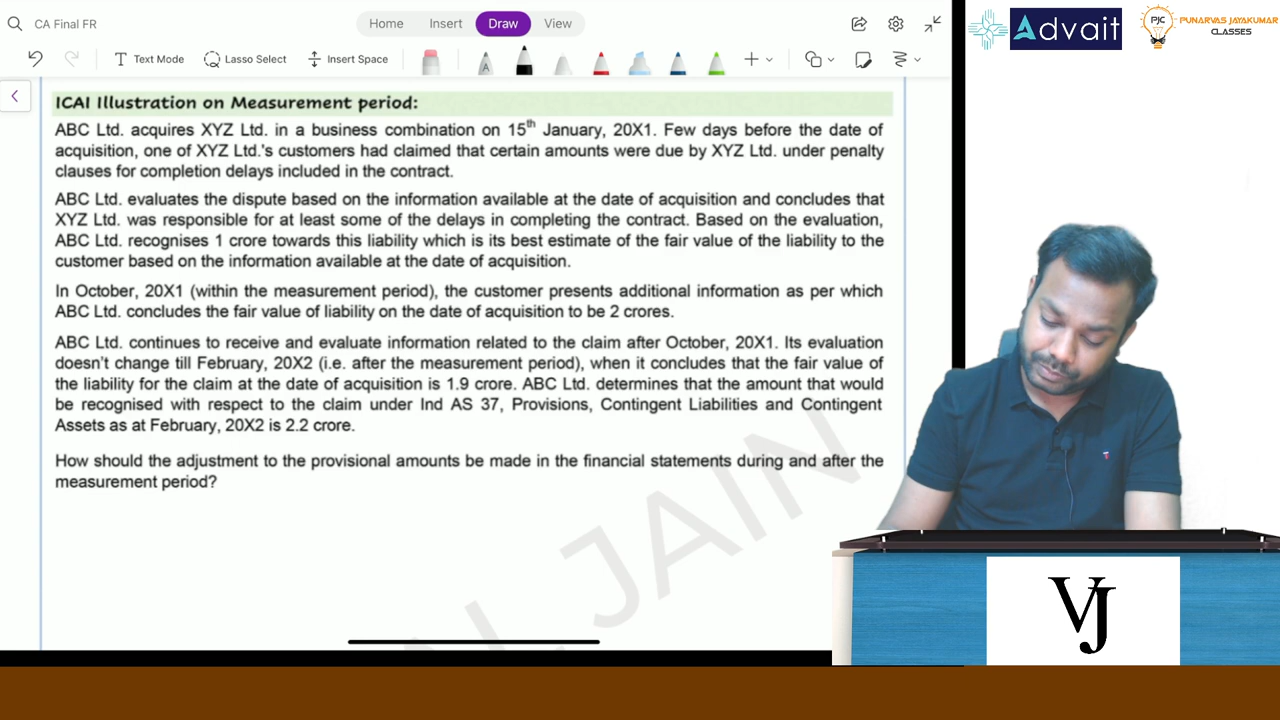 CA Final FR
Home Insert Draw View
Text Mode Lasso Select Insert Space
Advait
PJC PUNARVAS JAYAKUMAR
CLASSES
ICAI Illustration on Measurement period:
ABC Ltd. acquires XYZ Ltd. in a business combination on 15th January, 20X1. Few days before the date of
acquisition, one of XYZ Ltd.'s customers had claimed that certain amounts were due by XYZ Ltd. under penalty
clauses for completion delays included in the contract.
ABC Ltd. evaluates the dispute based on the information available at the date of acquisition and concludes that
XYZ Ltd. was responsible for at least some of the delays in completing the contract. Based on the evaluation,
ABC Ltd. recognises 1 crore towards this liability which is its best estimate of the fair value of the liability to the
customer based on the information available at the date of acquisition.
In October, 20X1 (within the measurement period), the customer presents additional information as per which
ABC Ltd. concludes the fair value of liability on the date of acquisition to be 2 crores.
ABC Ltd. continues to receive and evaluate information related to the claim after October, 20X1. Its evaluation
doesn't change till February, 20X2 (i.e. after the measurement period), when it concludes that the fair value of
the liability for the claim at the date of acquisition is 1.9 crore. ABC Ltd. determines that the amount that would
be recognised with respect to the claim under Ind AS 37, Provisions, Contingent Liabilities and Contingent
Assets as at February, 20X2 is 2.2 crore.
How should the adjustment to the provisional amounts be made in the financial statements during and after the
measurement period?
JAIN
VJ